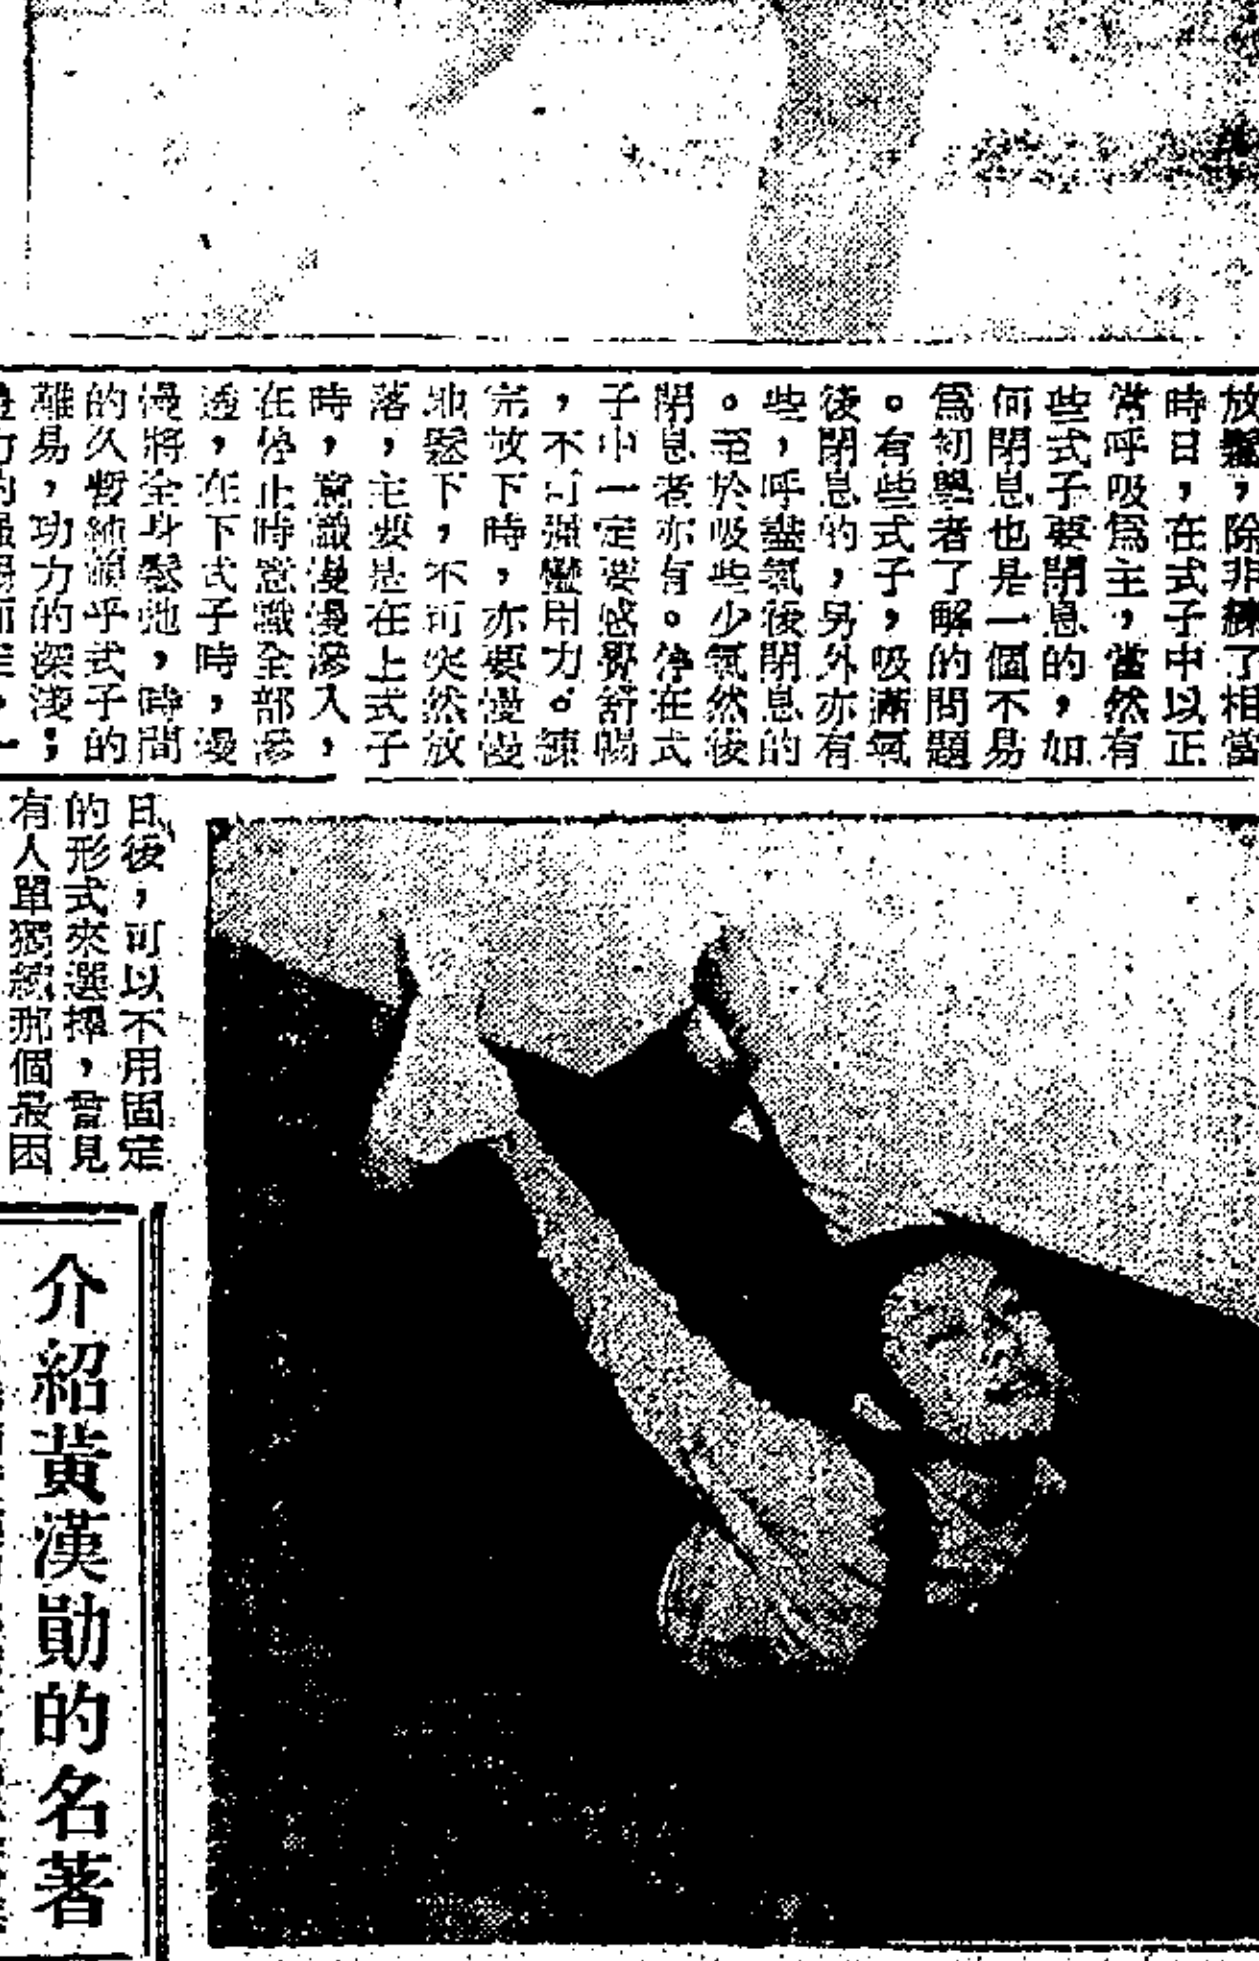 放鬆，除非練了相當
時日，在式子中以正
常呼吸爲主，當然有
些式子要閉息的，如
何閉息也是一個不易
爲初學者了解的問題
。有些式子，吸滿氣
後閉息的，另外亦有
些，呼盡氣後閉息的
。至於吸些少氣然後
閉息者亦有。停在式
子中一定要感覺舒暢
，不可強蠻用力。練
完放下時，亦要慢慢
地鬆下，不可突然放
落，主要是在上式子
時，意識慢慢滲入，
在停止時意識全部滲
透，在下式子時，慢
慢將全身鬆弛，時間
的久暫純視乎式子的
難易，功力的深淺；
日後，可以不用固定
的形式來選擇，曾見
有人單獨練那個最困
介紹黃漢勛的名著